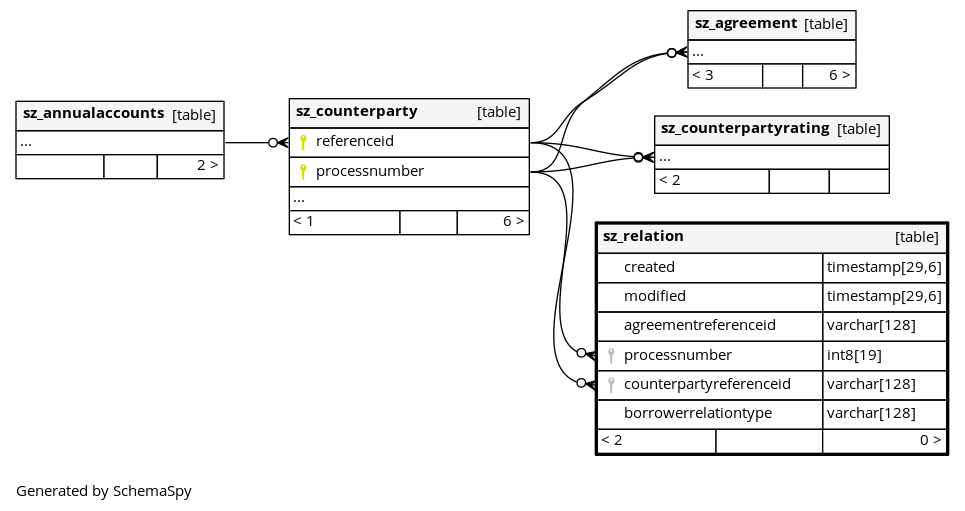 sz_agreement [table]
...
< 3 6 >
sz_annualaccounts [table]
...
2 >
sz_counterparty [table]
referenceid
processnumber
...
< 1 6 >
sz_counterpartyrating [table]
...
< 2
sz_relation [table]
created timestamp[29,6]
modified timestamp[29,6]
agreementreferenceid varchar[128]
processnumber int8[19]
counterpartyreferenceid varchar[128]
borrowerrelationtype varchar[128]
< 2 0 >
Generated by SchemaSpy